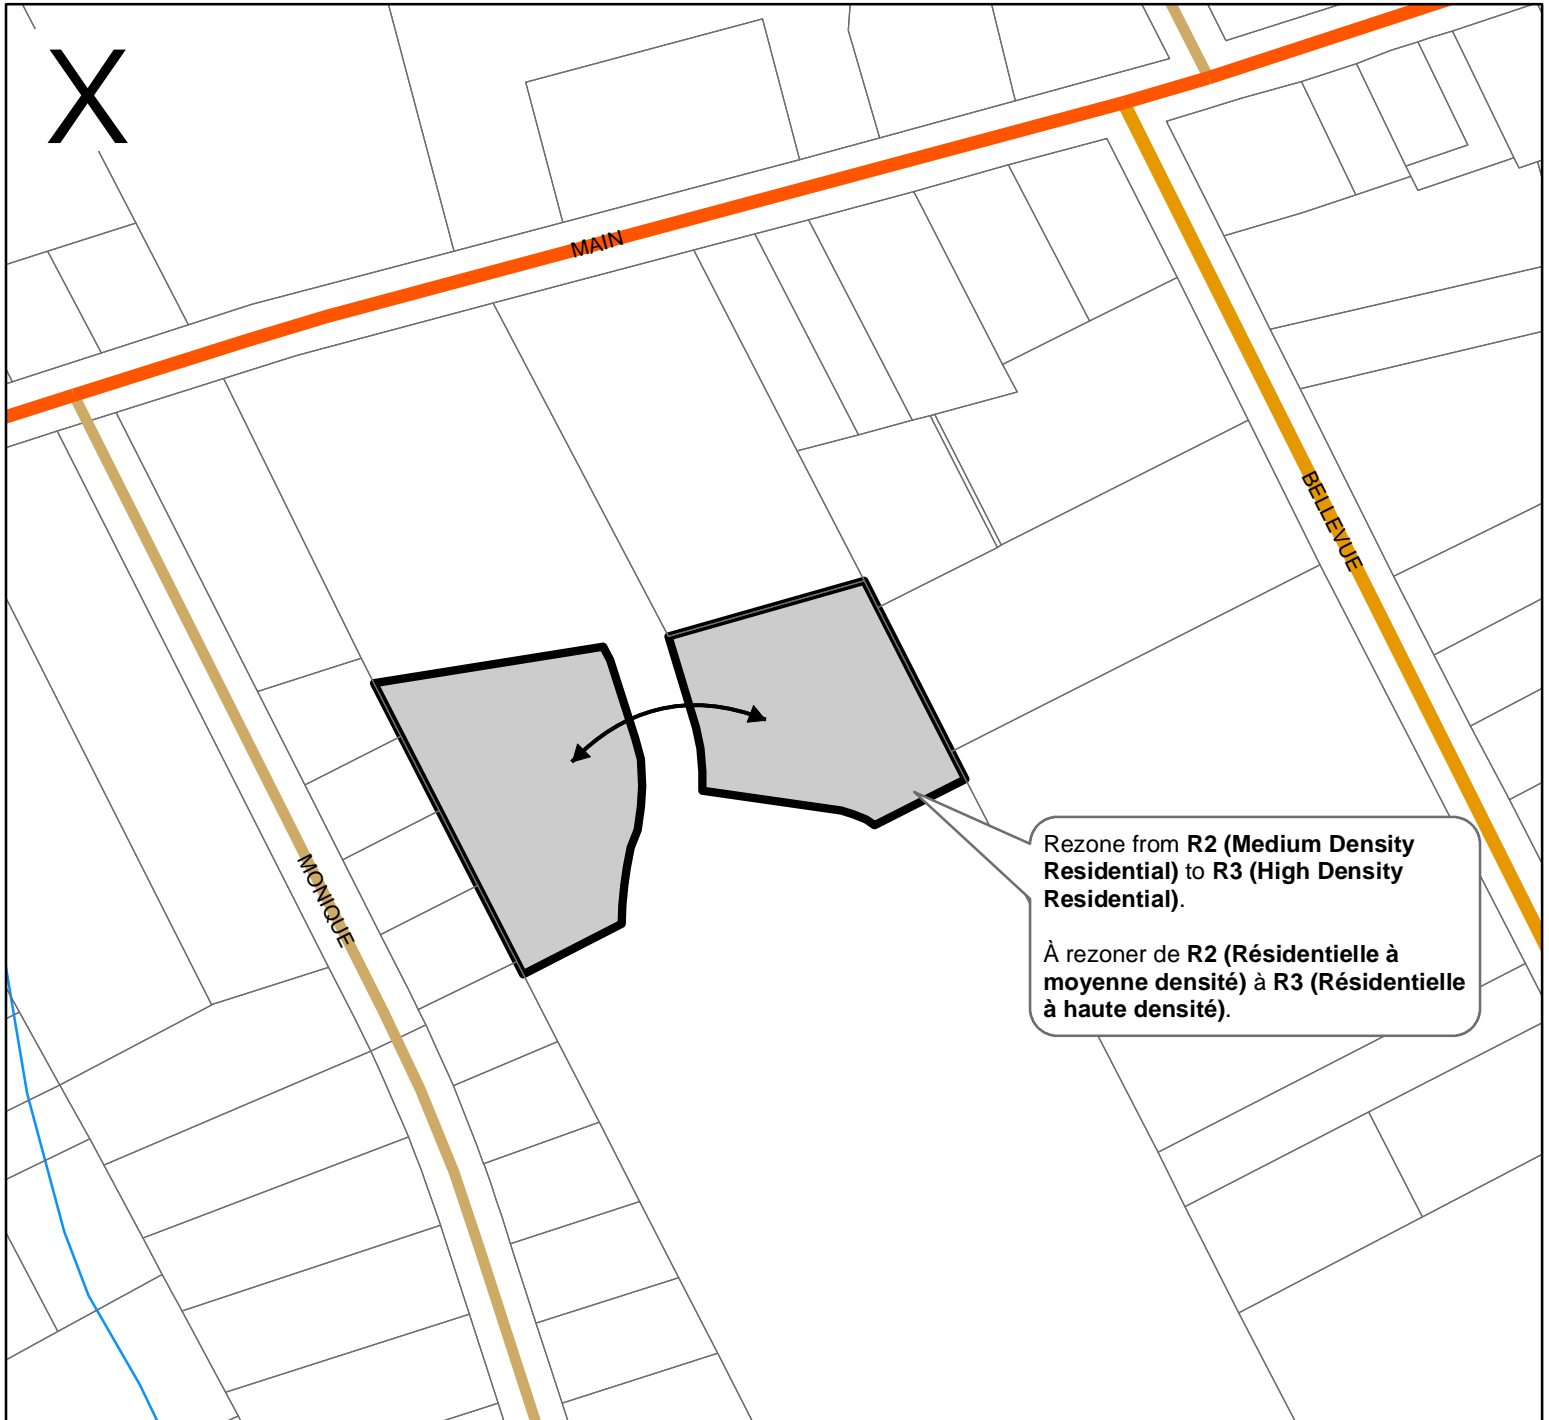 X
MAIN
BELLEVUE
MONIQUE
Rezone from R2 (Medium Density
Residential) to R3 (High Density
Residential).
À rezoner de R2 (Résidentielle à
moyenne densité) à R3 (Résidentielle
à haute densité).